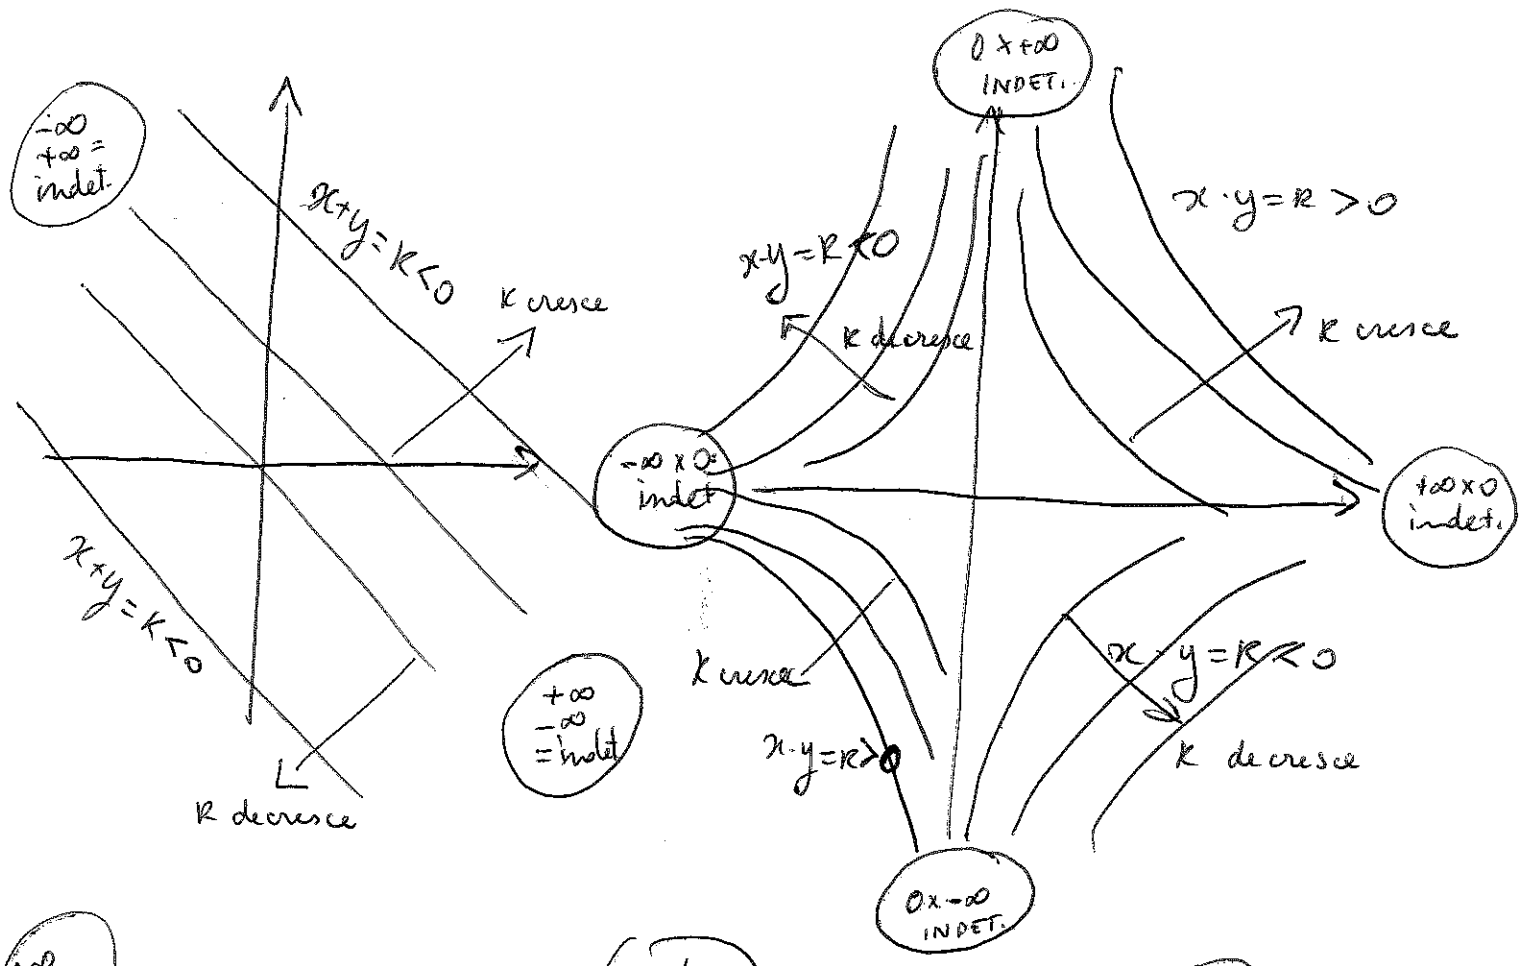 -∞
+∞ =
indet.
x+y=K<0
K cresce
x+y=K<0
K decresce
+∞
-∞
=indet
0 x +∞
INDET.
x·y=K<0
K decresce
x·y=K>0
K cresce
-∞ x 0
indet
+∞ x 0
indet.
K cresce
x·y=K>0
x·y=K<0
K decresce
0 x -∞
INDET.